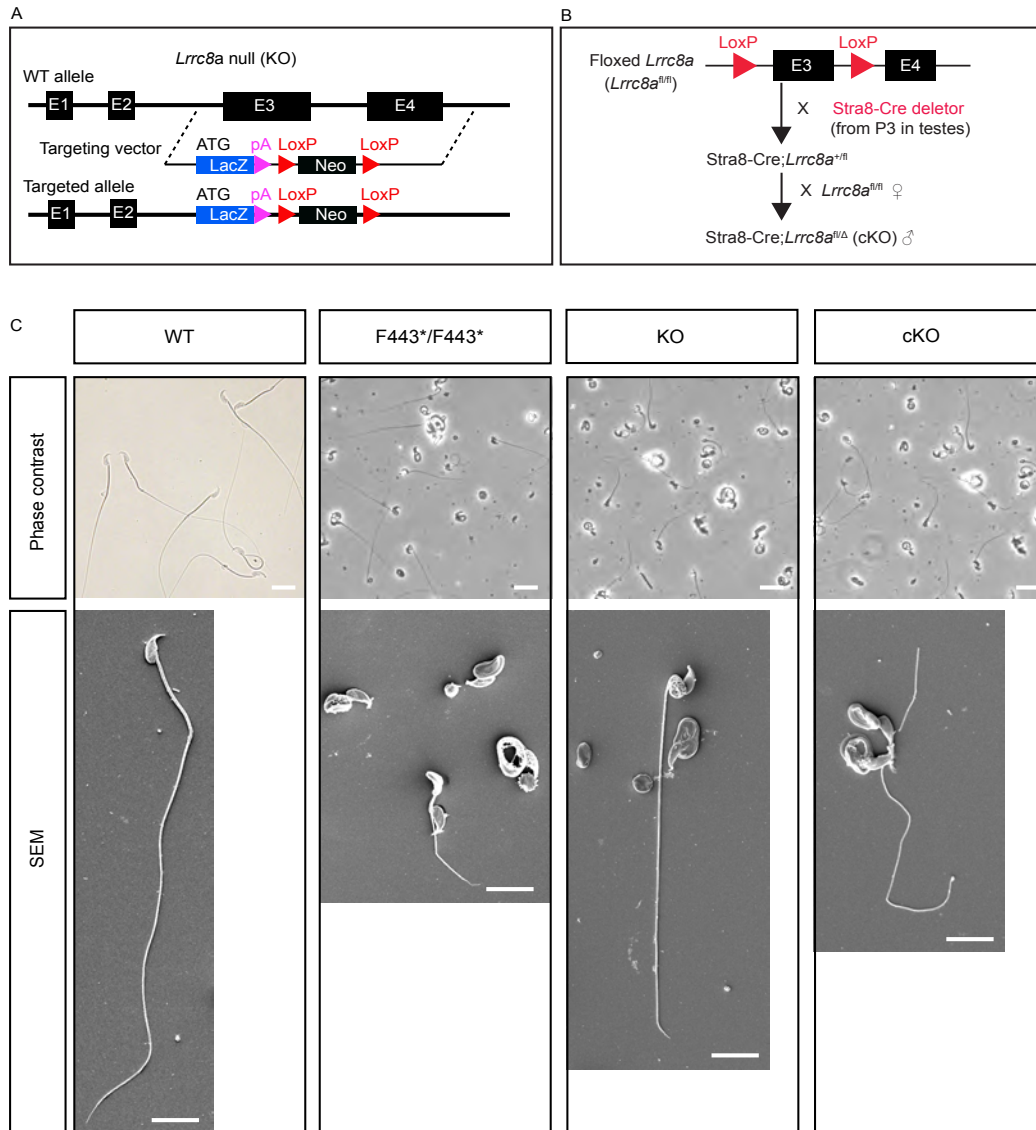 A
Lrrc8a null (KO)
WT allele
E1 E2 E3 E4
ATG pA LoxP LoxP
Targeting vector
LacZ Neo
Targeted allele
ATG pA LoxP LoxP
E1 E2 LacZ Neo
B
LoxP LoxP
Floxed Lrrc8a E3 E4
(Lrrc8afl/fl)
X Stra8-Cre deletor
(from P3 in testes)
Stra8-Cre;Lrrc8a+/fl
X Lrrc8afl/fl ♀
Stra8-Cre;Lrrc8afl/Δ (cKO) ♂
C
WT F443*/F443* KO cKO
Phase contrast
SEM